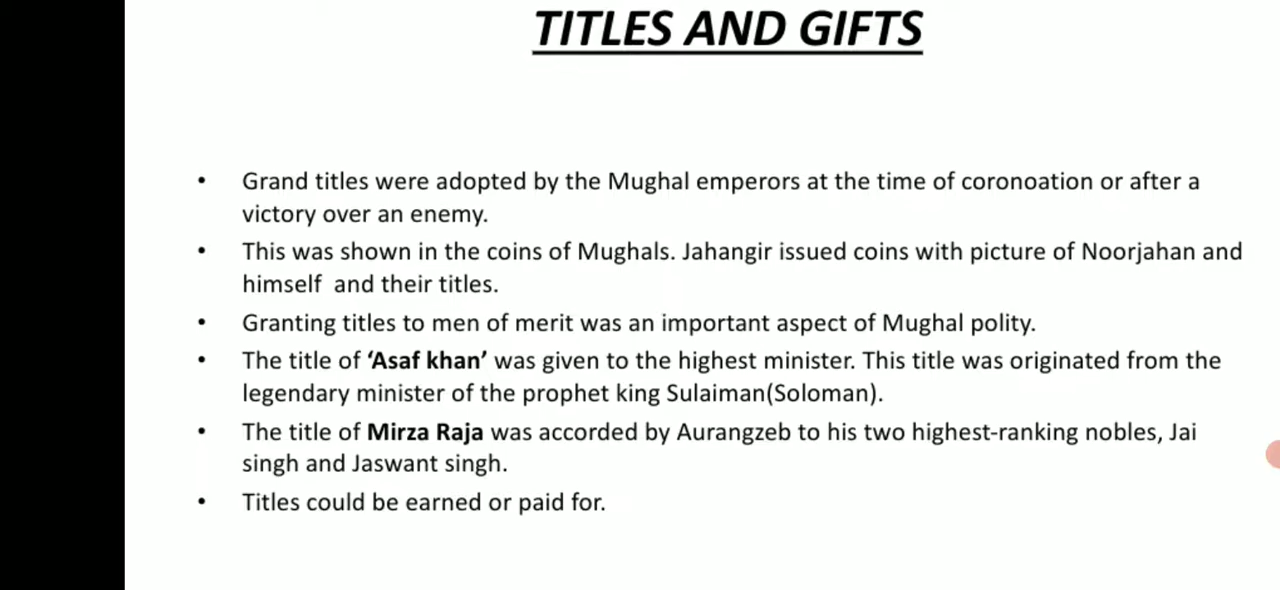 TITLES AND GIFTS
• Grand titles were adopted by the Mughal emperors at the time of coronoation or after a
victory over an enemy.
• This was shown in the coins of Mughals. Jahangir issued coins with picture of Noorjahan and
himself  and their titles.
• Granting titles to men of merit was an important aspect of Mughal polity.
• The title of ‘Asaf khan’ was given to the highest minister. This title was originated from the
legendary minister of the prophet king Sulaiman(Soloman).
• The title of Mirza Raja was accorded by Aurangzeb to his two highest-ranking nobles, Jai
singh and Jaswant singh.
• Titles could be earned or paid for.